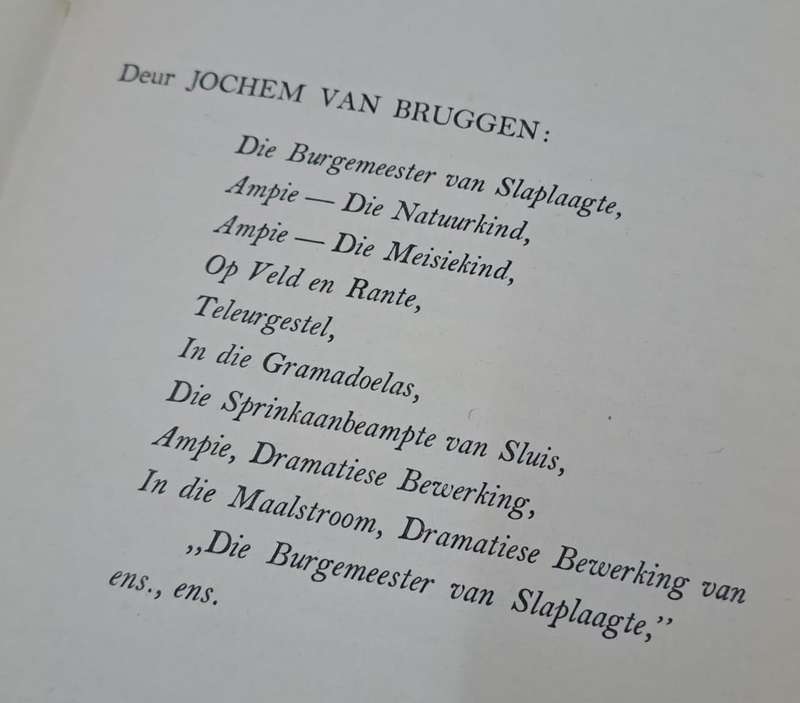 Deur JOCHEM VAN BRUGGEN:
Die Burgemeester van Slaplaagte,
Ampie — Die Natuurkind,
Ampie — Die Meisiekind,
Op Veld en Rante,
Teleurgestel,
In die Gramadoelas,
Die Sprinkaanbeampte van Sluis,
Ampie, Dramatiese Bewerking,
In die Maalstroom, Dramatiese Bewerking van
„Die Burgemeester van Slaplaagte,”
ens., ens.